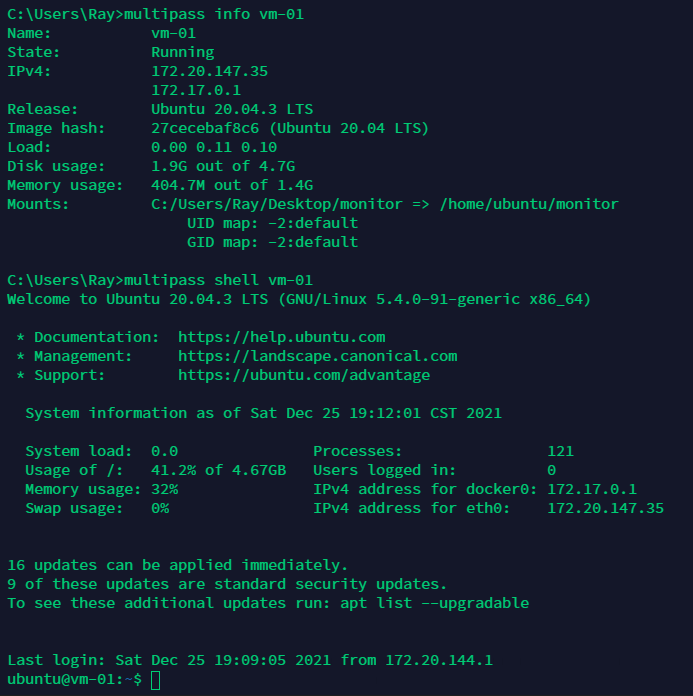 C:\Users\Ray>multipass info vm-01
Name:           vm-01
State:          Running
IPv4:           172.20.147.35
                172.17.0.1
Release:        Ubuntu 20.04.3 LTS
Image hash:     27cecebaf8c6 (Ubuntu 20.04 LTS)
Load:           0.00 0.11 0.10
Disk usage:     1.9G out of 4.7G
Memory usage:   404.7M out of 1.4G
Mounts:         C:/Users/Ray/Desktop/monitor => /home/ubuntu/monitor
                    UID map: -2:default
                    GID map: -2:default

C:\Users\Ray>multipass shell vm-01
Welcome to Ubuntu 20.04.3 LTS (GNU/Linux 5.4.0-91-generic x86_64)

 * Documentation:  https://help.ubuntu.com
 * Management:     https://landscape.canonical.com
 * Support:        https://ubuntu.com/advantage

  System information as of Sat Dec 25 19:12:01 CST 2021

  System load:  0.0               Processes:                121
  Usage of /:   41.2% of 4.67GB   Users logged in:          0
  Memory usage: 32%               IPv4 address for docker0: 172.17.0.1
  Swap usage:   0%                IPv4 address for eth0:    172.20.147.35


16 updates can be applied immediately.
9 of these updates are standard security updates.
To see these additional updates run: apt list --upgradable


Last login: Sat Dec 25 19:09:05 2021 from 172.20.144.1
ubuntu@vm-01:~$